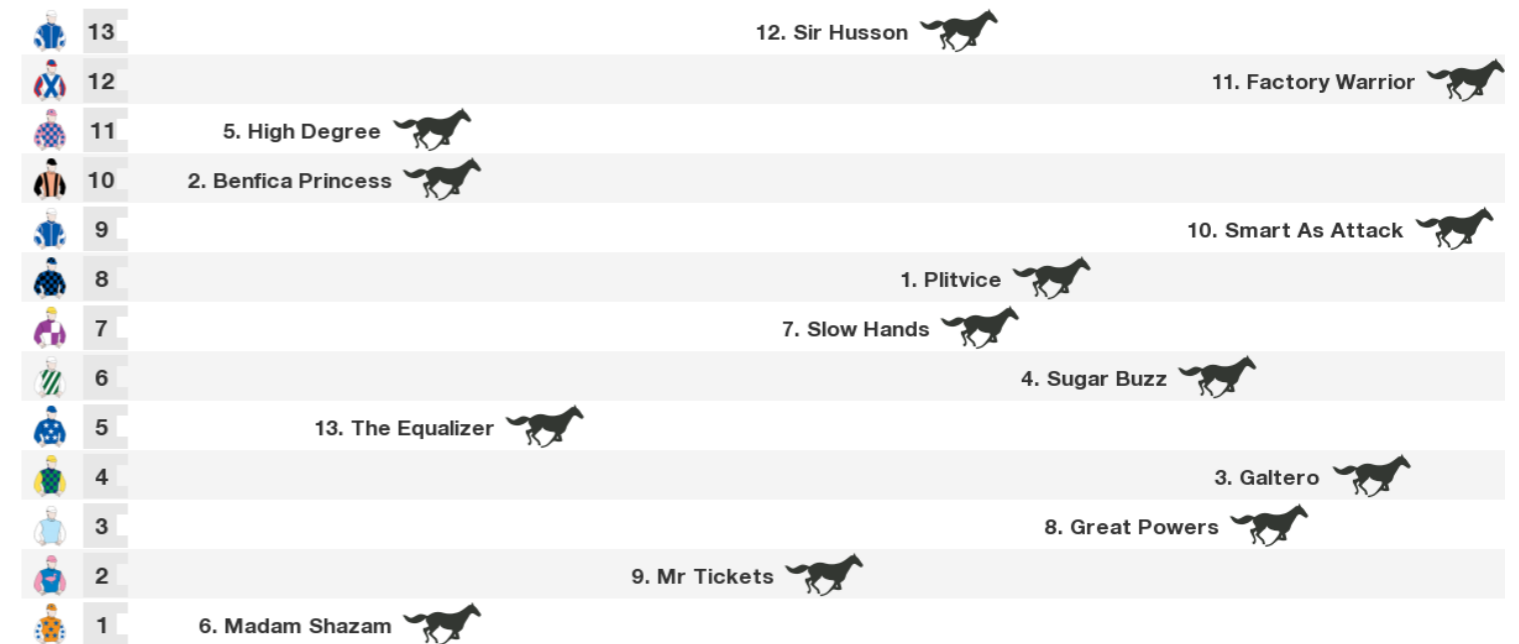 13 12. Sir Husson
12 11. Factory Warrior
11 5. High Degree
10 2. Benfica Princess
9 10. Smart As Attack
8 1. Plitvice
7 7. Slow Hands
6 4. Sugar Buzz
5 13. The Equalizer
4 3. Galtero
3 8. Great Powers
2 9. Mr Tickets
1 6. Madam Shazam